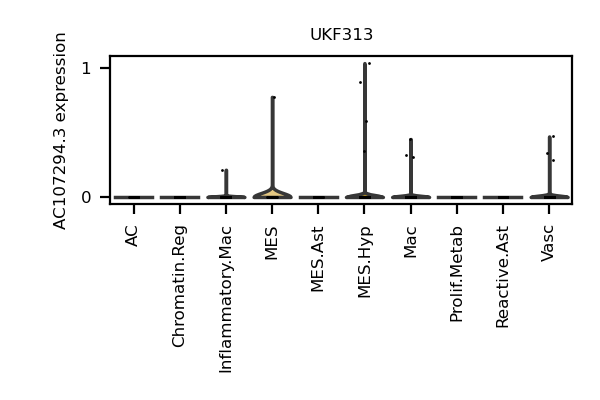 UKF313
AC107294.3 expression
1
0
AC
Chromatin.Reg
Inflammatory.Mac
MES
MES.Ast
MES.Hyp
Mac
Prolif.Metab
Reactive.Ast
Vasc